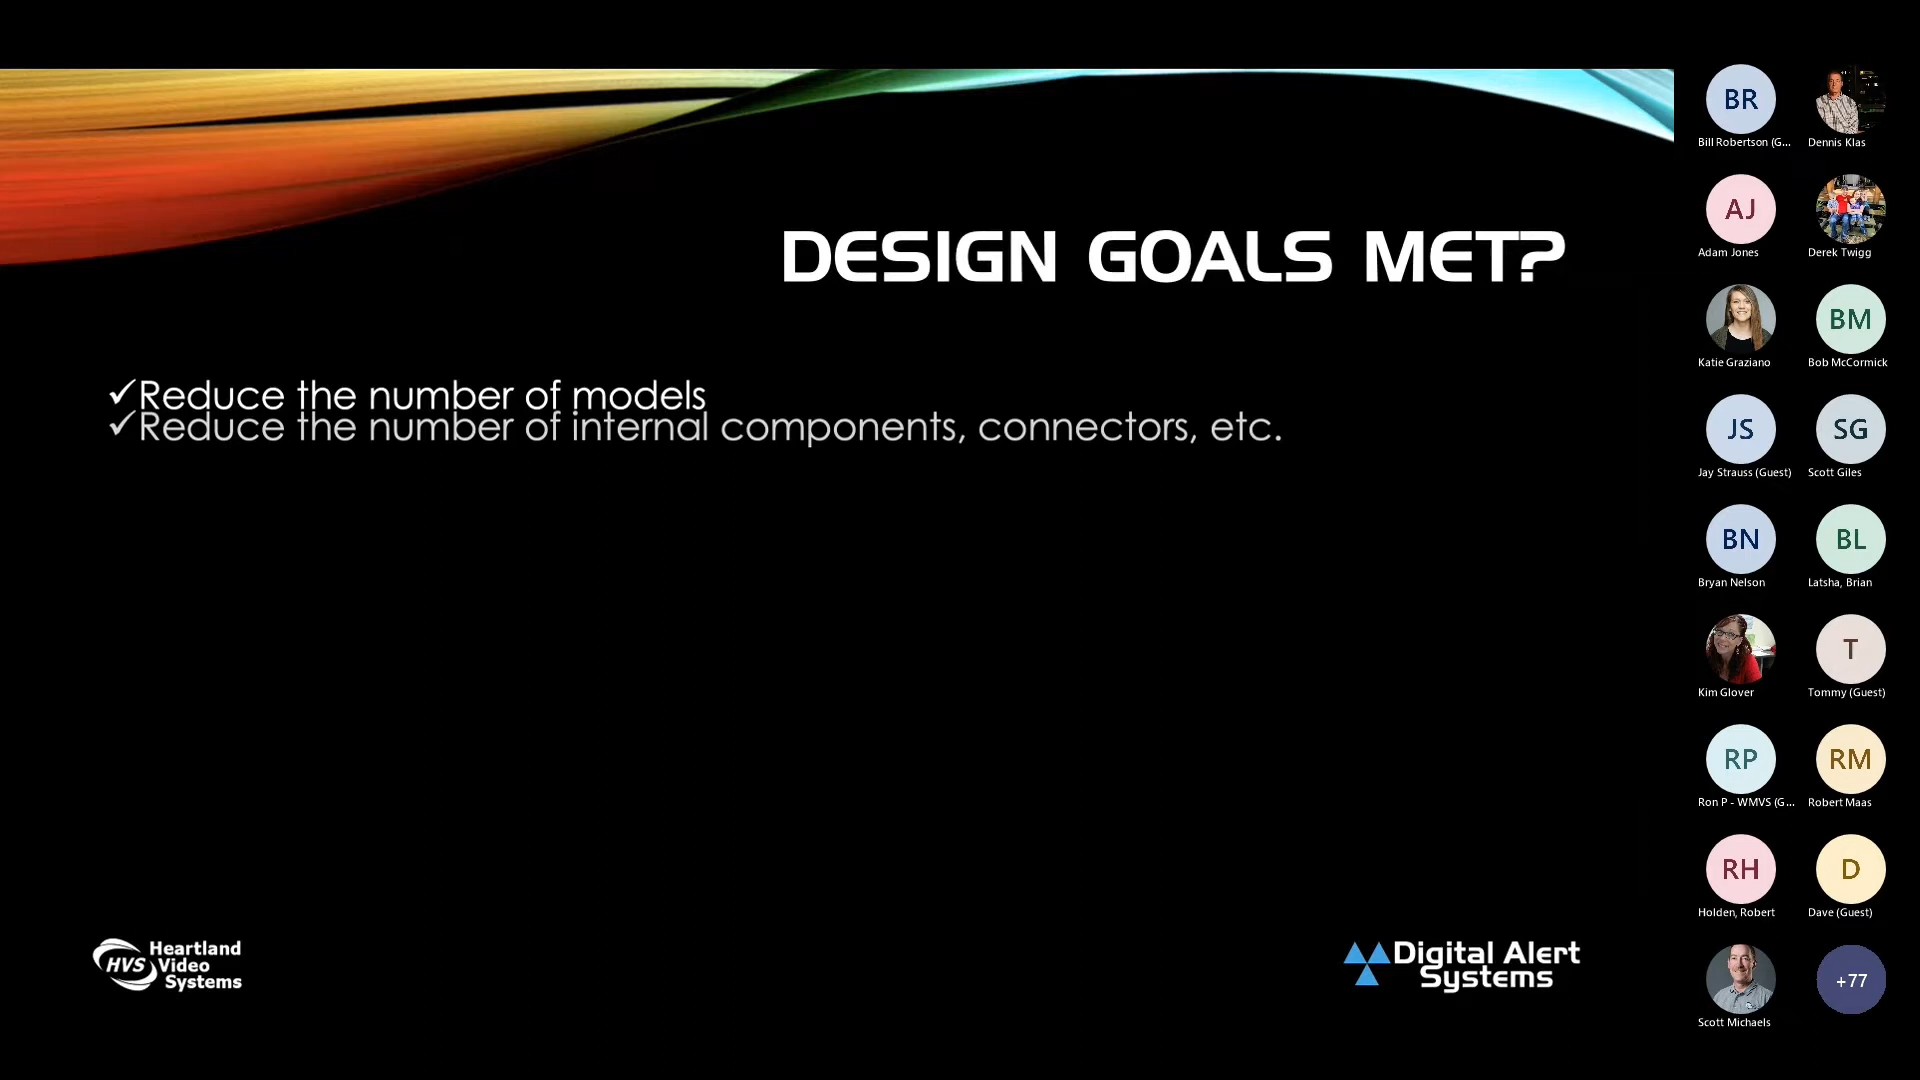 DESIGN GOALS MET?
✓Reduce the number of models
✓Reduce the number of internal components, connectors, etc.
HVS
Heartland
Video
Systems
Digital Alert
Systems
BR
Bill Robertson (G...
Dennis Klas
AJ
Adam Jones
Derek Twigg
Katie Graziano
BM
Bob McCormick
JS
Jay Strauss (Guest)
SG
Scott Giles
BN
Bryan Nelson
BL
Latsha, Brian
Kim Glover
T
Tommy (Guest)
RP
Ron P - WMVS (G...
RM
Robert Maas
RH
Holden, Robert
D
Dave (Guest)
Scott Michaels
+77